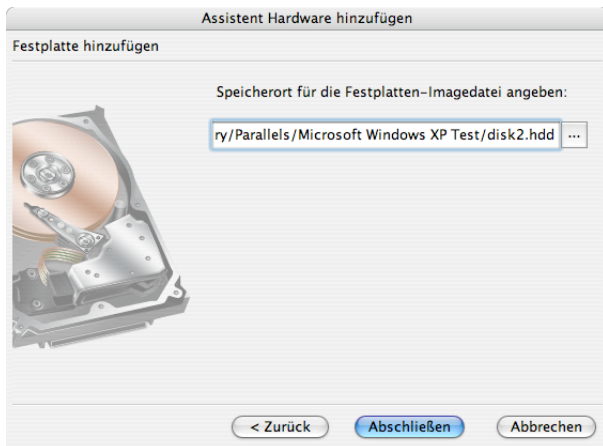 Assistent Hardware hinzufügen
Festplatte hinzufügen
Speicherort für die Festplatten-Imagedatei angeben:
ry/Parallels/Microsoft Windows XP Test/disk2.hdd ...
< Zurück Abschließen Abbrechen